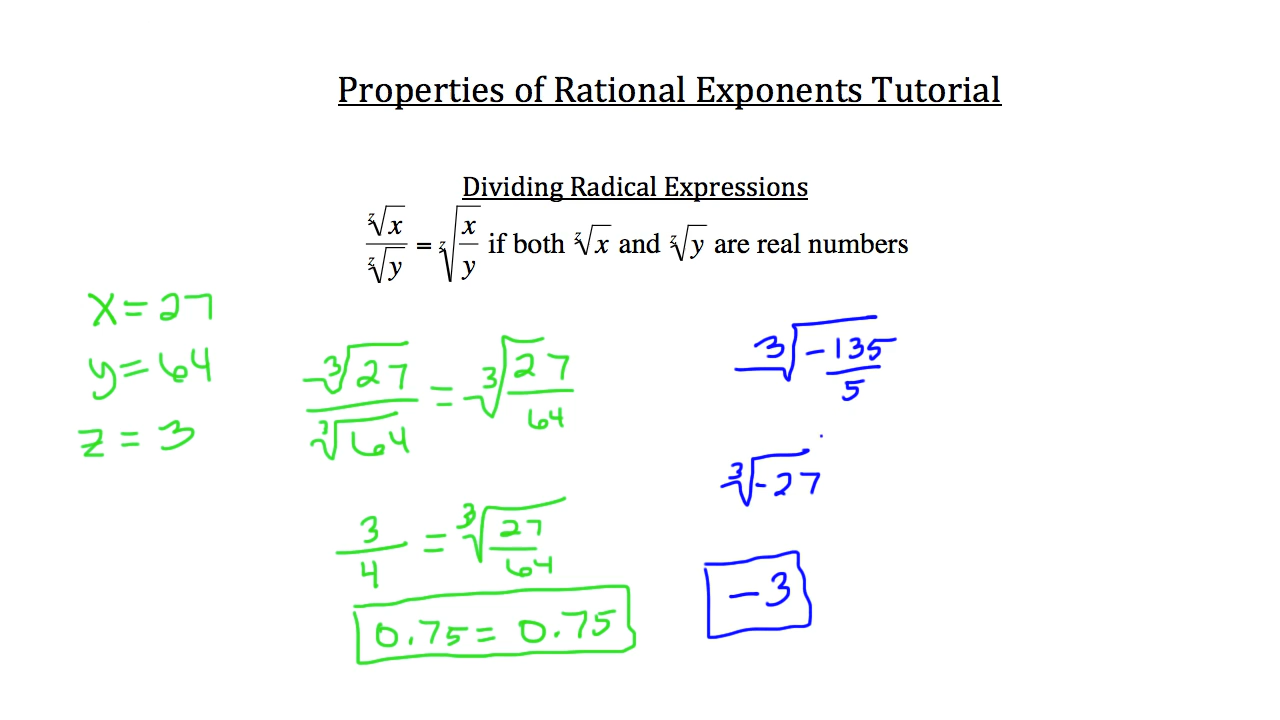 Properties of Rational Exponents Tutorial
Dividing Radical Expressions
ᶻ√x / ᶻ√y = ᶻ√(x/y) if both ᶻ√x and ᶻ√y are real numbers
x = 27
y = 64
z = 3
³√27 / ³√64 = ³√(27/64)
3/4 = ³√(27/64)
0.75 = 0.75
³√(-135/5)
³√-27
-3